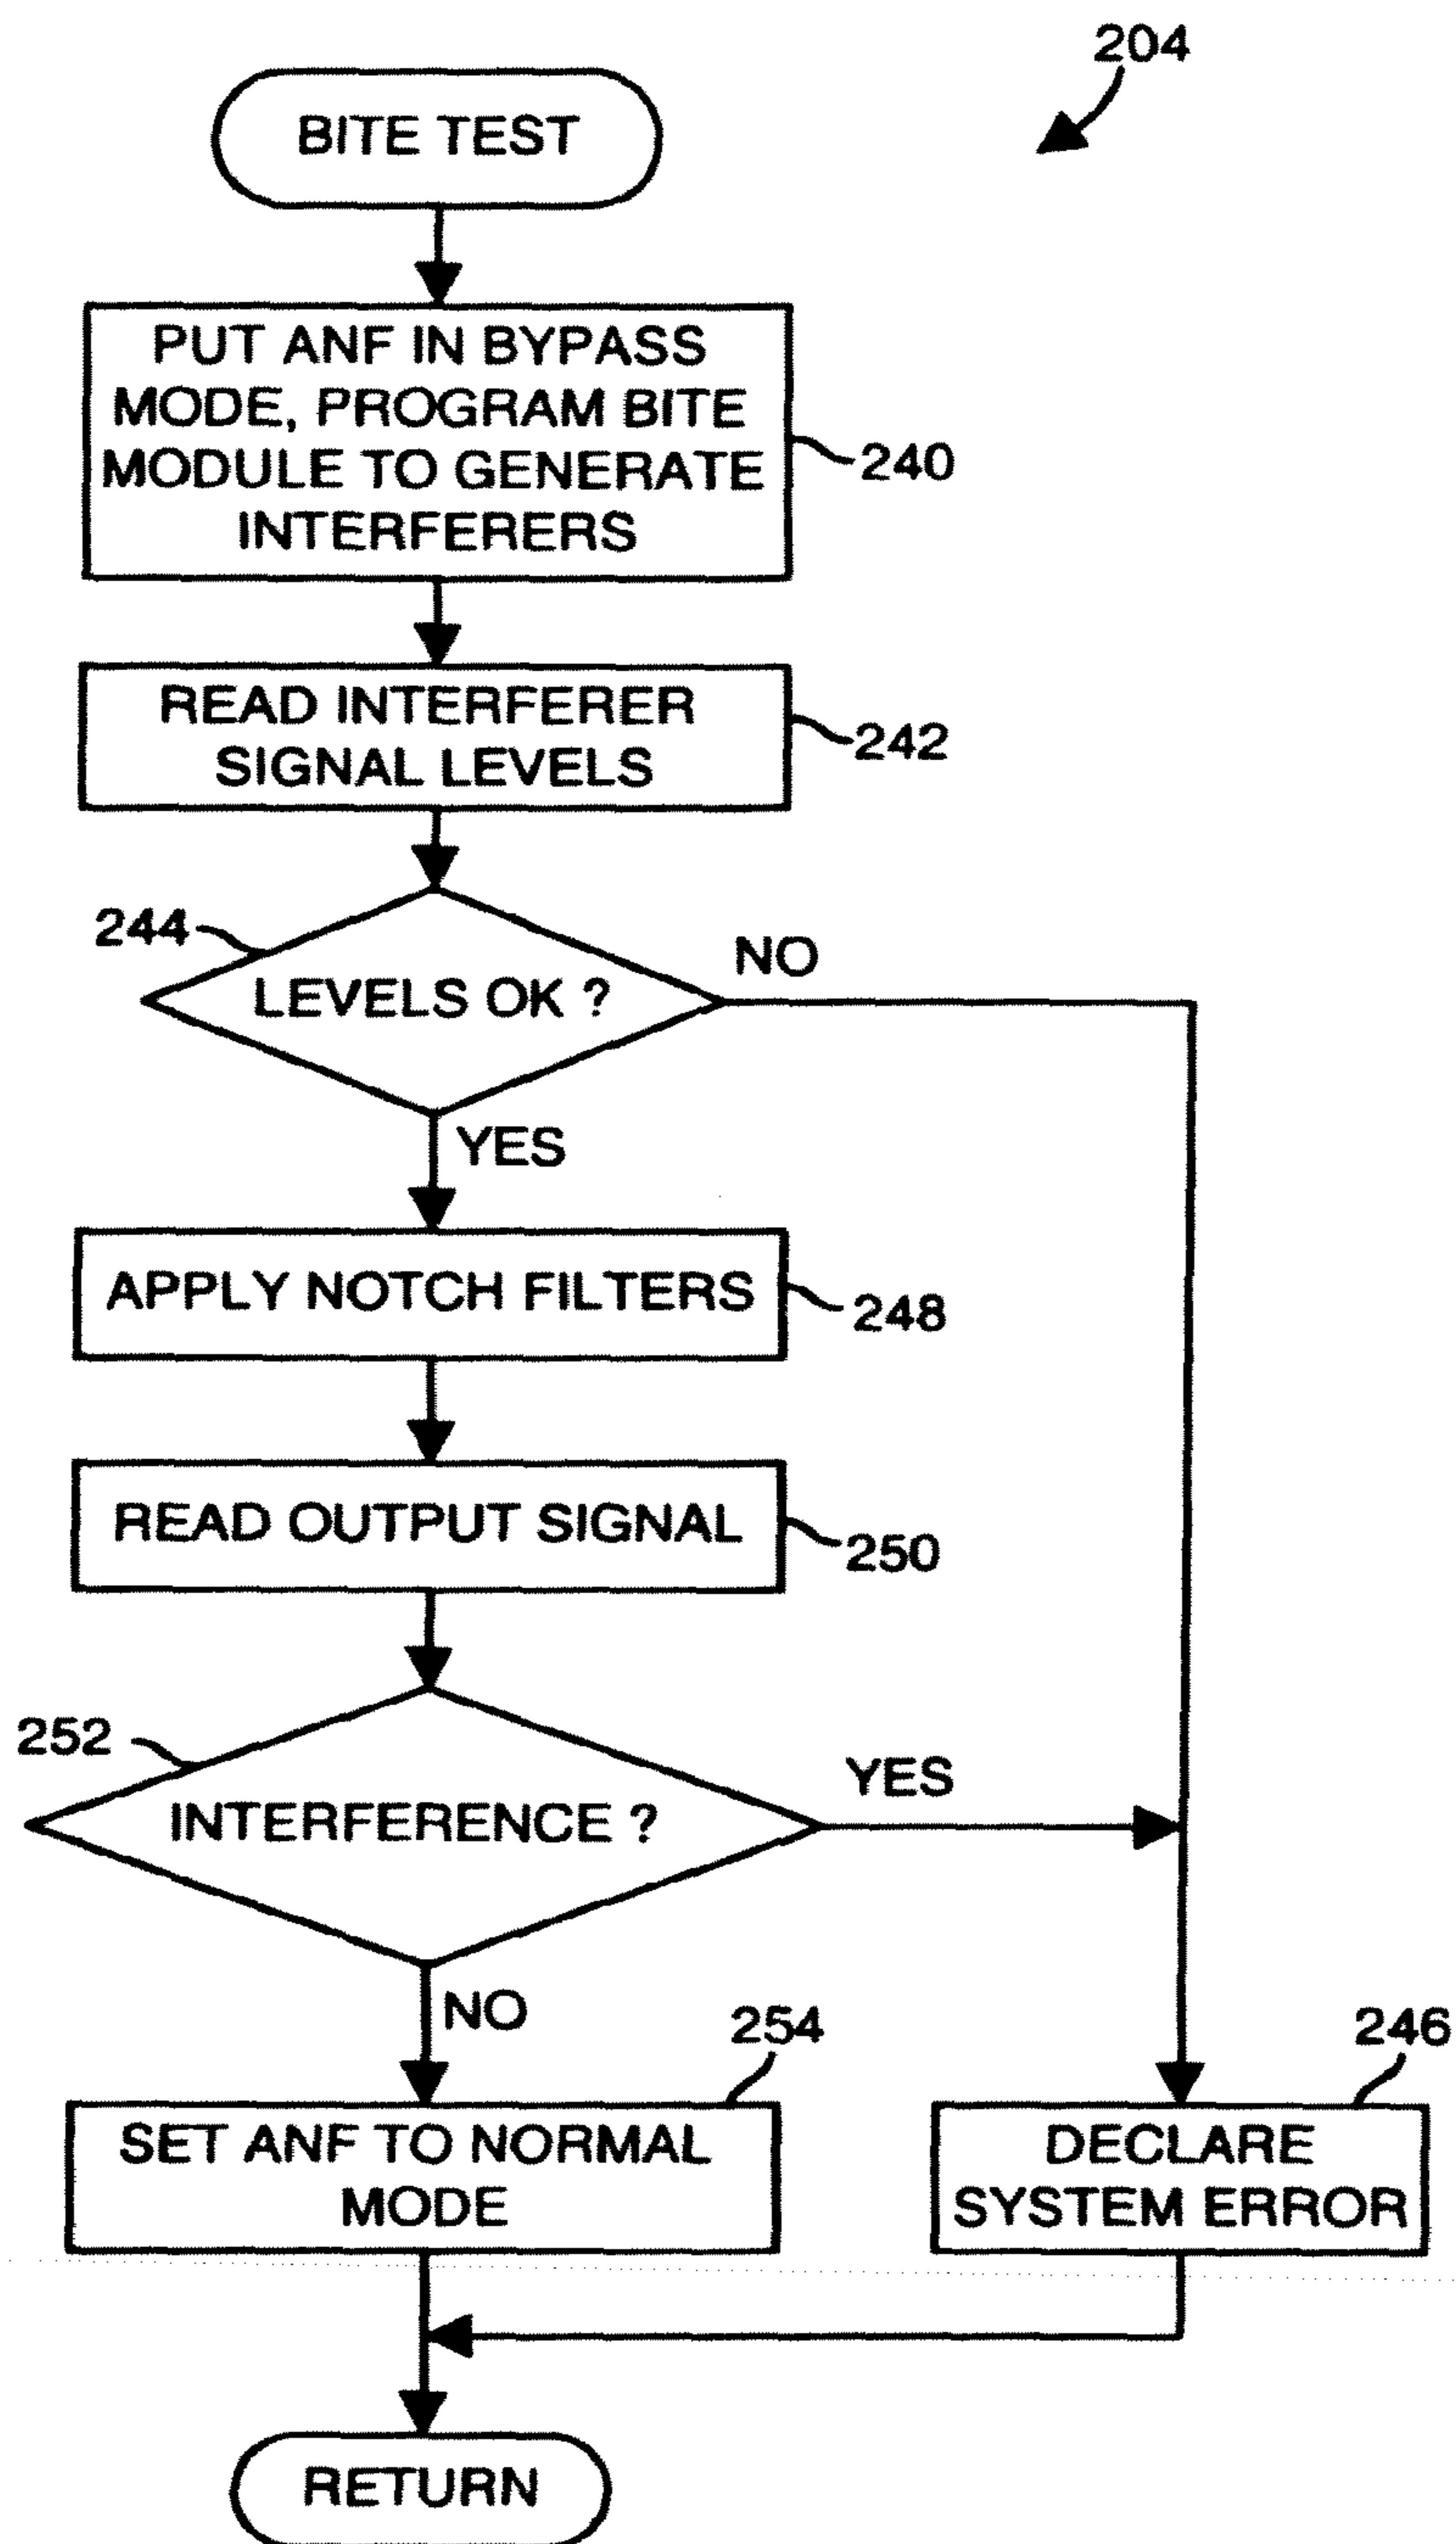 204
BITE TEST
PUT ANF IN BYPASS
MODE, PROGRAM BITE
MODULE TO GENERATE
INTERFERERS
240
READ INTERFERER
SIGNAL LEVELS
242
244
LEVELS OK ?
NO
YES
APPLY NOTCH FILTERS
248
READ OUTPUT SIGNAL
250
252
INTERFERENCE ?
YES
NO
254
SET ANF TO NORMAL
MODE
246
DECLARE
SYSTEM ERROR
RETURN